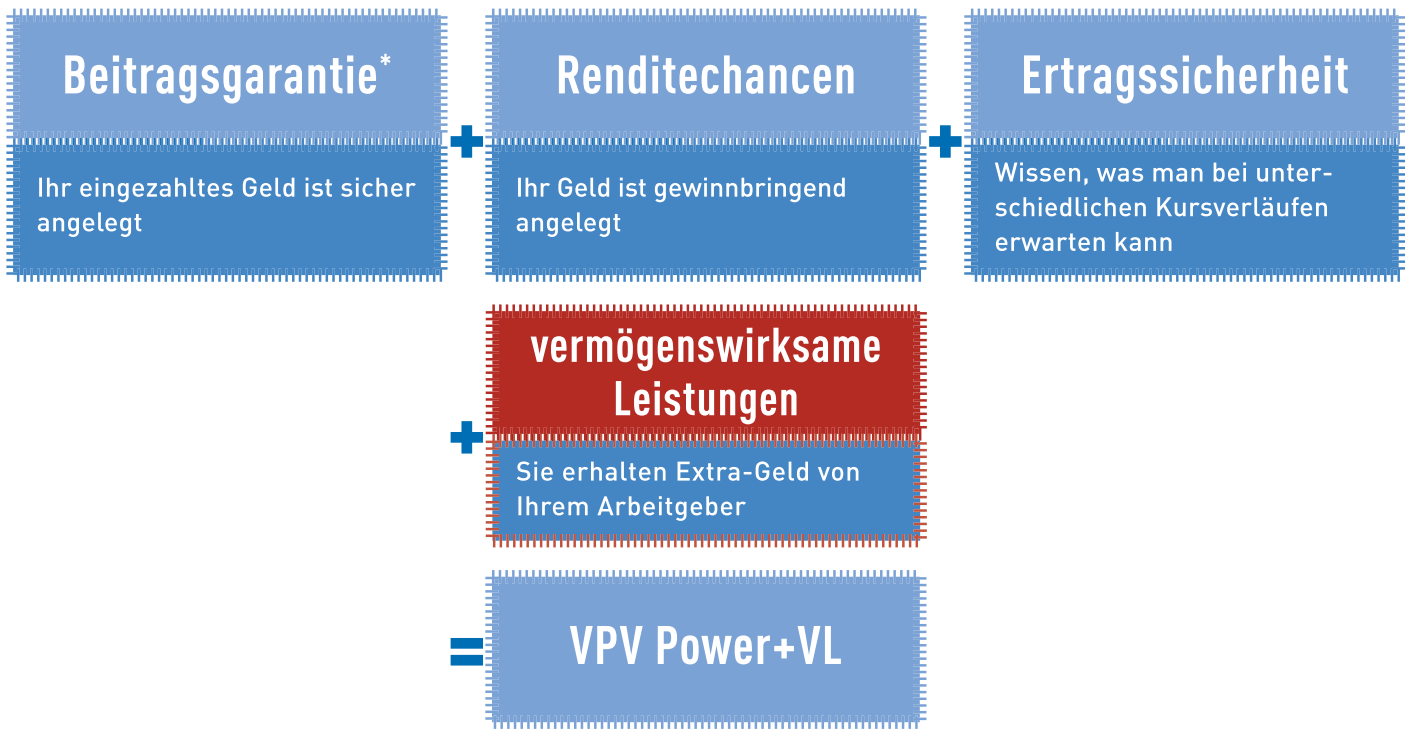 Beitragsgarantie*
Ihr eingezahltes Geld ist sicher
angelegt
+
Renditechancen
Ihr Geld ist gewinnbringend
angelegt
+
Ertragssicherheit
Wissen, was man bei unter-
schiedlichen Kursverläufen
erwarten kann
+
vermögenswirksame
Leistungen
Sie erhalten Extra-Geld von
Ihrem Arbeitgeber
=
VPV Power+VL